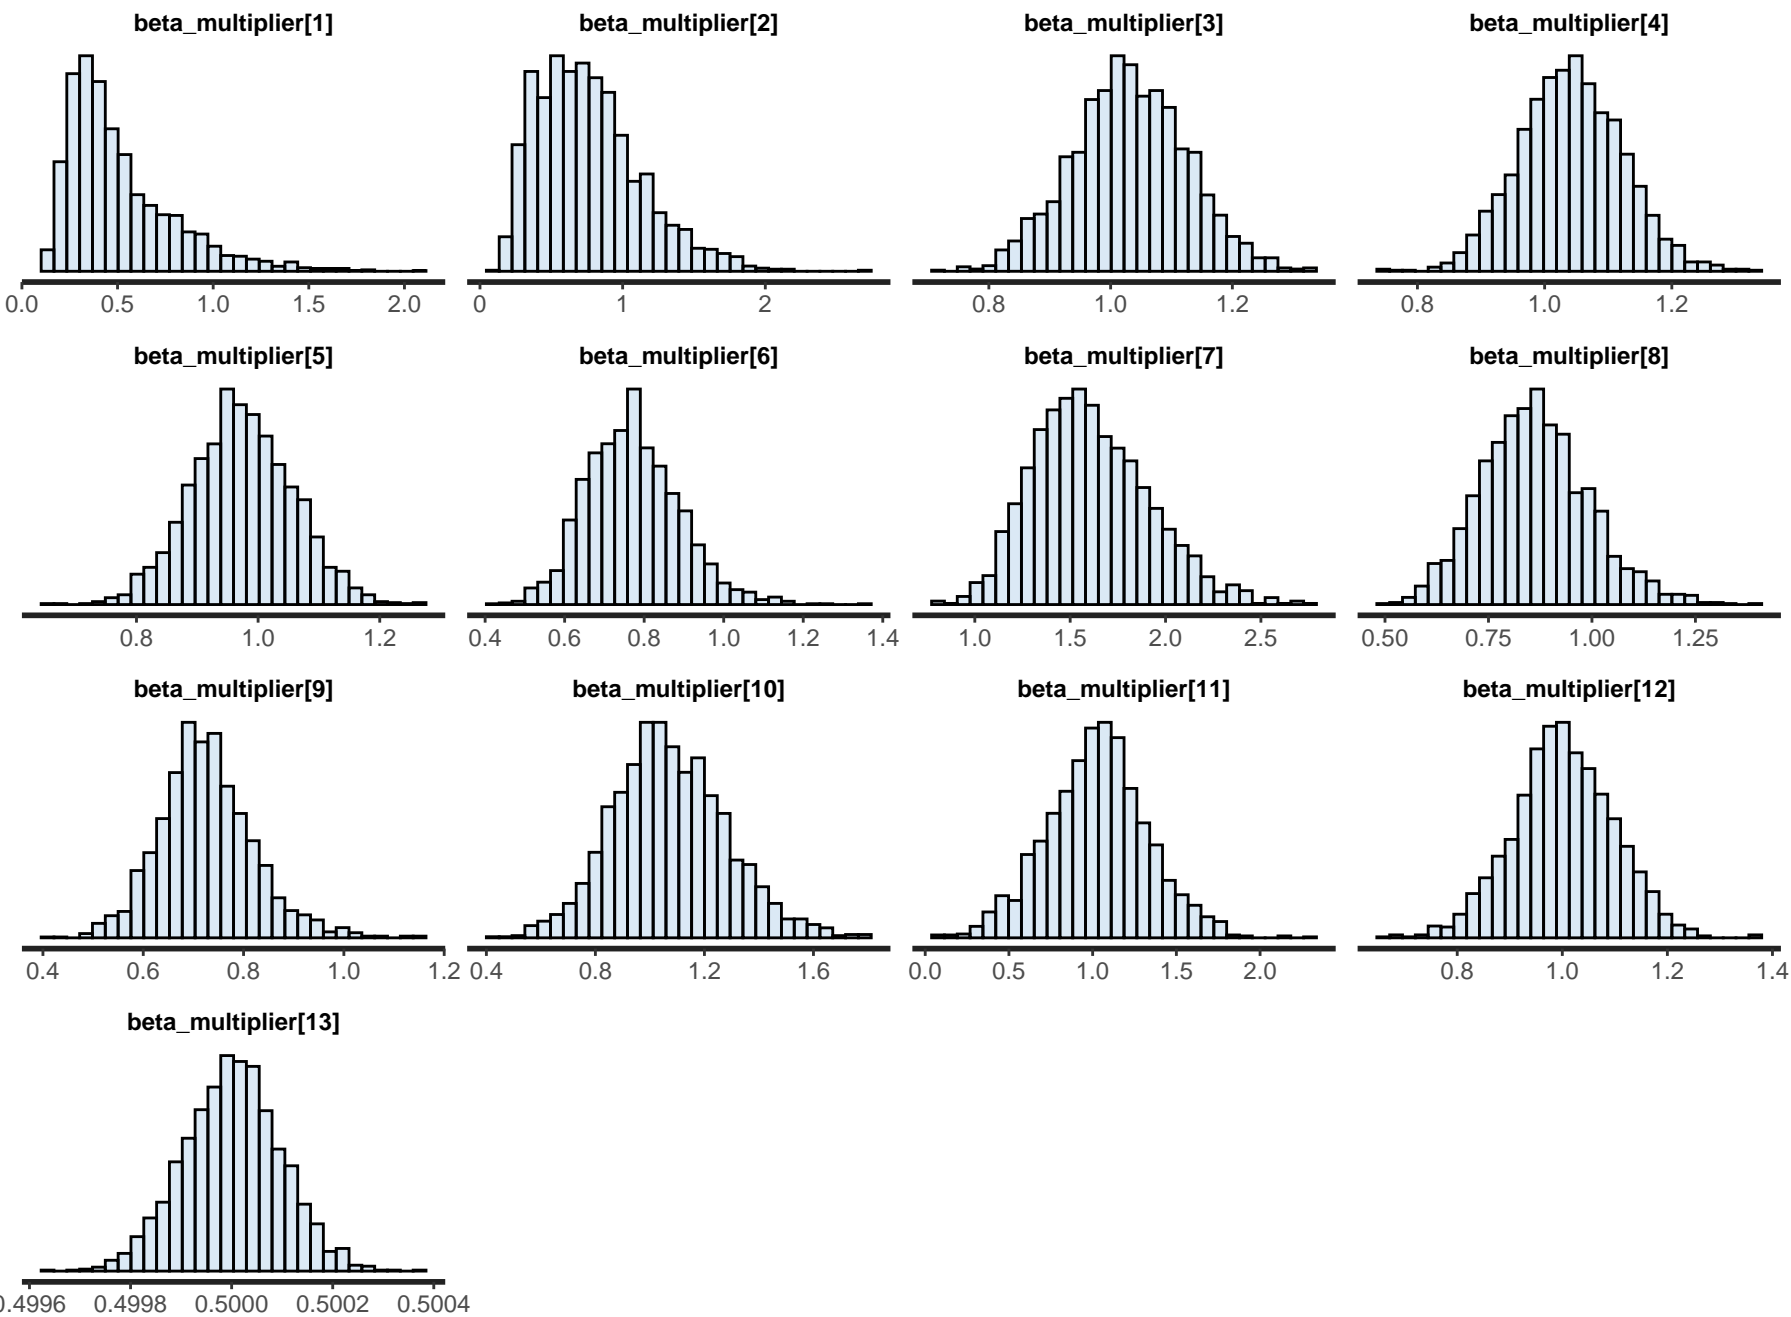 beta_multiplier[1] beta_multiplier[2] beta_multiplier[3] beta_multiplier[4]
0.0 0.5 1.0 1.5 2.0 0 1 2 0.8 1.0 1.2 0.8 1.0 1.2
beta_multiplier[5] beta_multiplier[6] beta_multiplier[7] beta_multiplier[8]
0.8 1.0 1.2 0.4 0.6 0.8 1.0 1.2 1.4 1.0 1.5 2.0 2.5 0.50 0.75 1.00 1.25
beta_multiplier[9] beta_multiplier[10] beta_multiplier[11] beta_multiplier[12]
0.4 0.6 0.8 1.0 1.2 0.4 0.8 1.2 1.6 0.0 0.5 1.0 1.5 2.0 0.8 1.0 1.2 1.4
beta_multiplier[13]
0.4996 0.4998 0.5000 0.5002 0.5004